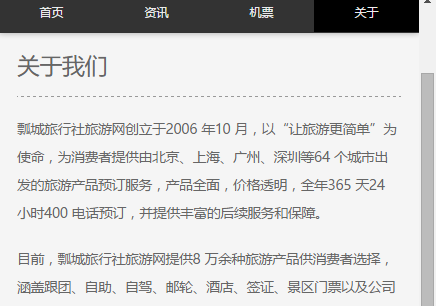 首页 资讯 机票 关于
关于我们
瓢城旅行社旅游网创立于2006 年10 月，以“让旅游更简单”为
使命，为消费者提供由北京、上海、广州、深圳等64 个城市出
发的旅游产品预订服务，产品全面，价格透明，全年365 天24
小时400 电话预订，并提供丰富的后续服务和保障。
目前，瓢城旅行社旅游网提供8 万余种旅游产品供消费者选择，
涵盖跟团、自助、自驾、邮轮、酒店、签证、景区门票以及公司